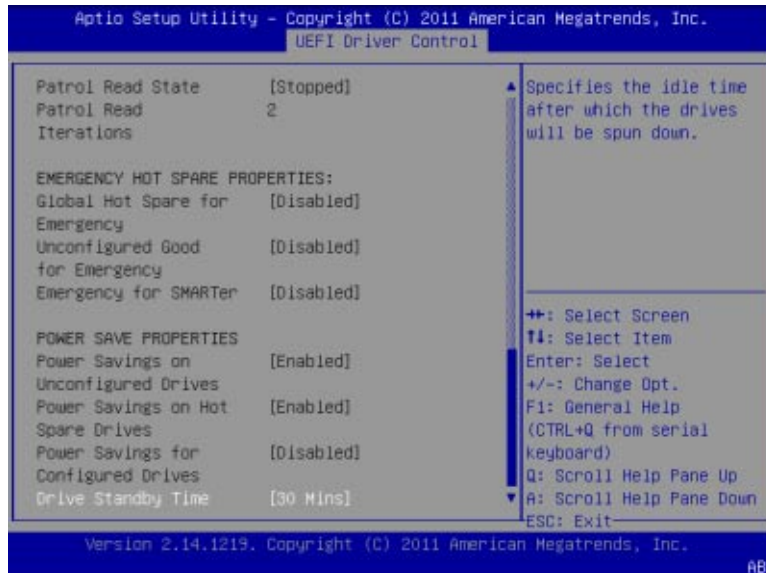 Aptio Setup Utility – Copyright (C) 2011 American Megatrends, Inc.
UEFI Driver Control
Patrol Read State [Stopped]
Patrol Read 2
Iterations
EMERGENCY HOT SPARE PROPERTIES:
Global Hot Spare for [Disabled]
Emergency
Unconfigured Good [Disabled]
for Emergency
Emergency for SMARTer [Disabled]
POWER SAVE PROPERTIES
Power Savings on [Enabled]
Unconfigured Drives
Power Savings on Hot [Enabled]
Spare Drives
Power Savings for [Disabled]
Configured Drives
Drive Standby Time [30 Mins]
Specifies the idle time
after which the drives
will be spun down.
→←: Select Screen
↑↓: Select Item
Enter: Select
+/-: Change Opt.
F1: General Help
(CTRL+Q from serial
keyboard)
Q: Scroll Help Pane Up
A: Scroll Help Pane Down
ESC: Exit
Version 2.14.1219. Copyright (C) 2011 American Megatrends, Inc.
AB